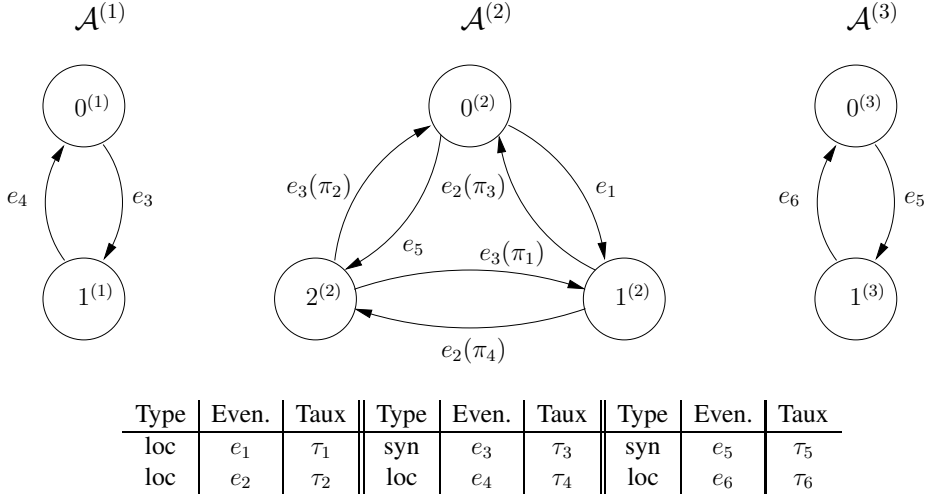 𝒜⁽¹⁾ 𝒜⁽²⁾ 𝒜⁽³⁾
0⁽¹⁾ 0⁽²⁾ 0⁽³⁾
e₄ e₃ e₃(π₂) e₂(π₃) e₁ e₆ e₅
e₅ e₃(π₁)
1⁽¹⁾ 2⁽²⁾ 1⁽²⁾ 1⁽³⁾
e₂(π₄)
Type Even. Taux Type Even. Taux Type Even. Taux
loc e₁ τ₁ syn e₃ τ₃ syn e₅ τ₅
loc e₂ τ₂ loc e₄ τ₄ loc e₆ τ₆